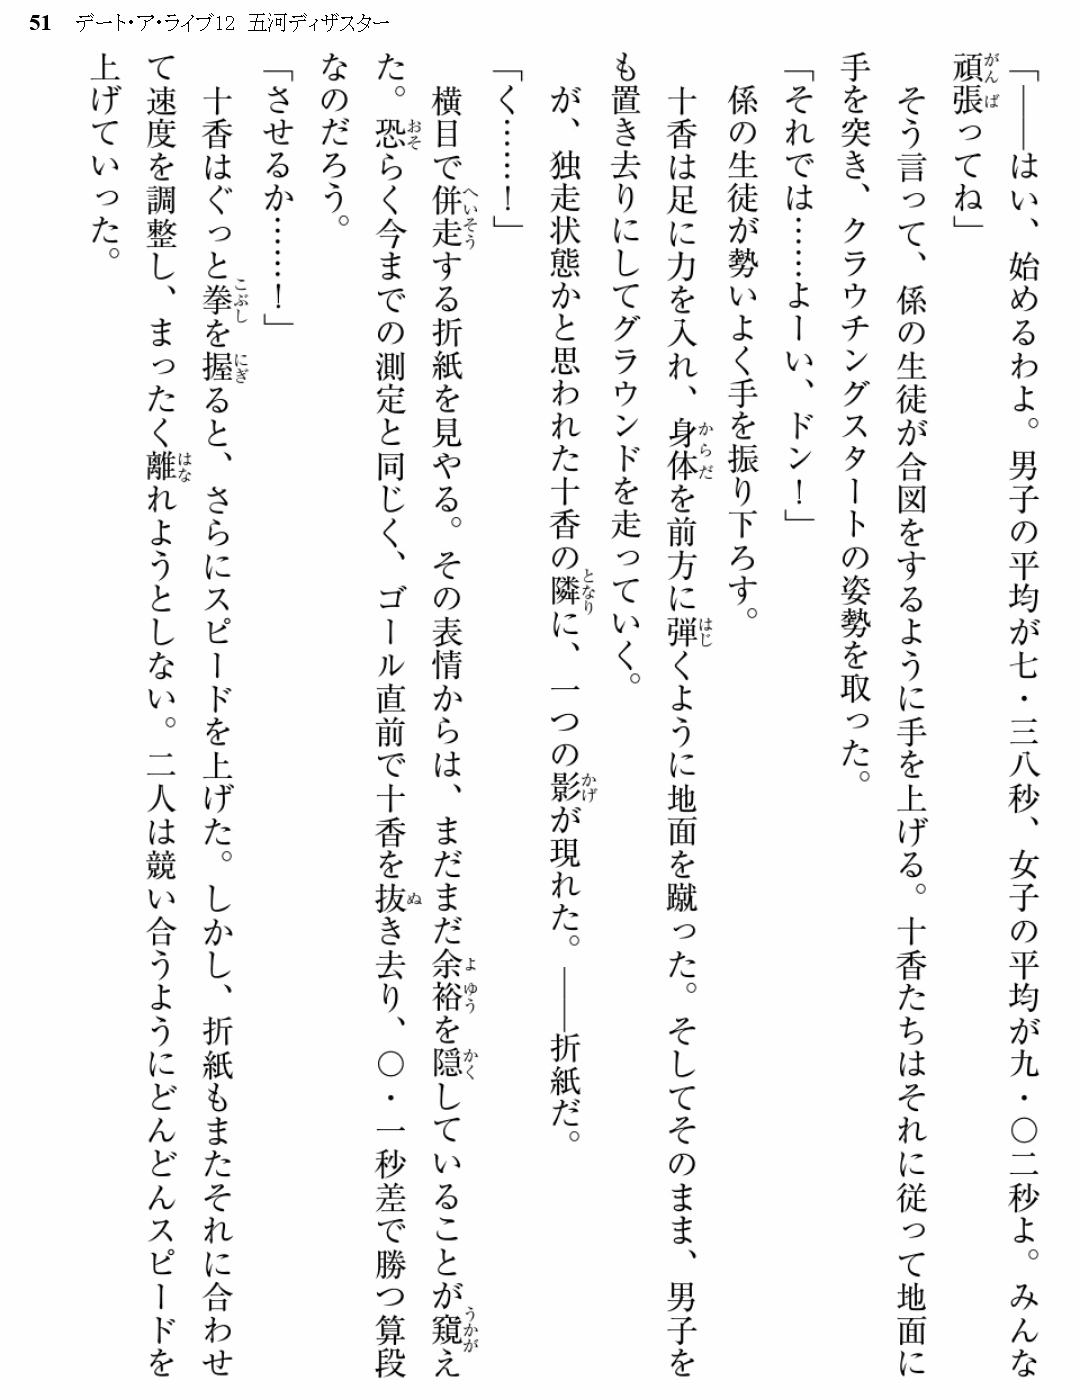 51 デート・ア・ライブ12 五河ディザスター
「――はい、始めるわよ。男子の平均が七・三八秒、女子の平均が九・〇二秒よ。みんな
頑張ってね」
そう言って、係の生徒が合図をするように手を上げる。十香たちはそれに従って地面に
手を突き、クラウチングスタートの姿勢を取った。
「それでは……よーい、ドン！」
係の生徒が勢いよく手を振り下ろす。
十香は足に力を入れ、身体を前方に弾くように地面を蹴った。そしてそのまま、男子を
も置き去りにしてグラウンドを走っていく。
が、独走状態かと思われた十香の隣に、一つの影が現れた。――折紙だ。
「く……！」
横目で併走する折紙を見やる。その表情からは、まだまだ余裕を隠していることが窺え
た。恐らく今までの測定と同じく、ゴール直前で十香を抜き去り、〇・一秒差で勝つ算段
なのだろう。
「させるか……！」
十香はぐっと拳を握ると、さらにスピードを上げた。しかし、折紙もまたそれに合わせ
て速度を調整し、まったく離れようとしない。二人は競い合うようにどんどんスピードを
上げていった。